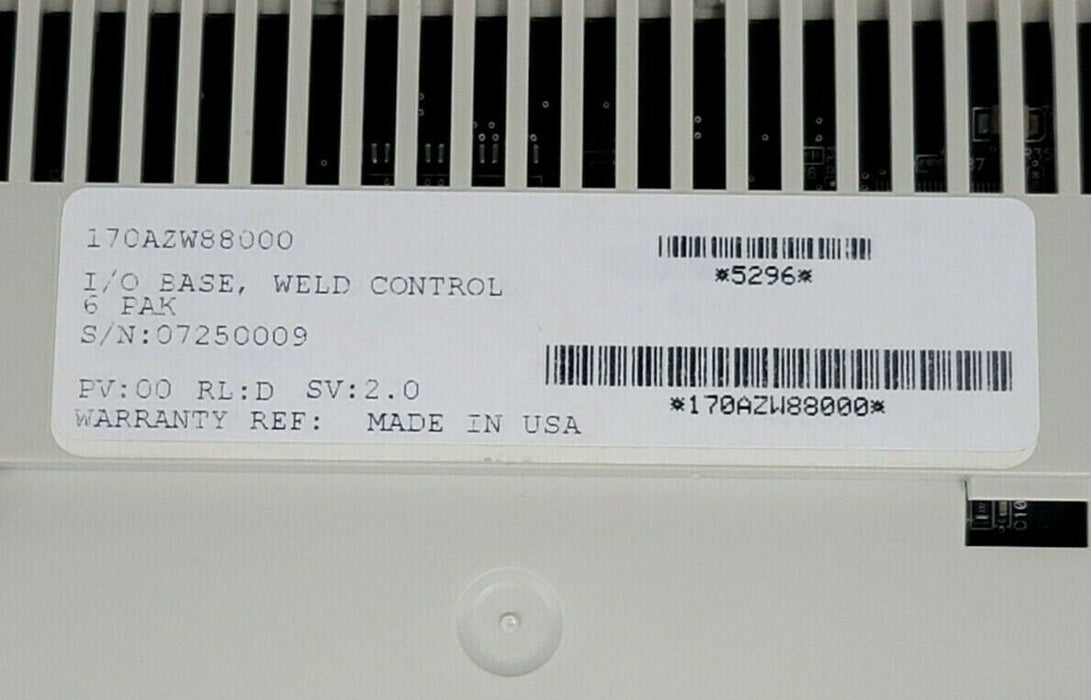 170AZW88000
I/O BASE, WELD CONTROL
6 PAK
S/N:07250009
PV:00 RL:D SV:2.0
WARRANTY REF: MADE IN USA
*5296*
*170AZW88000*
C10